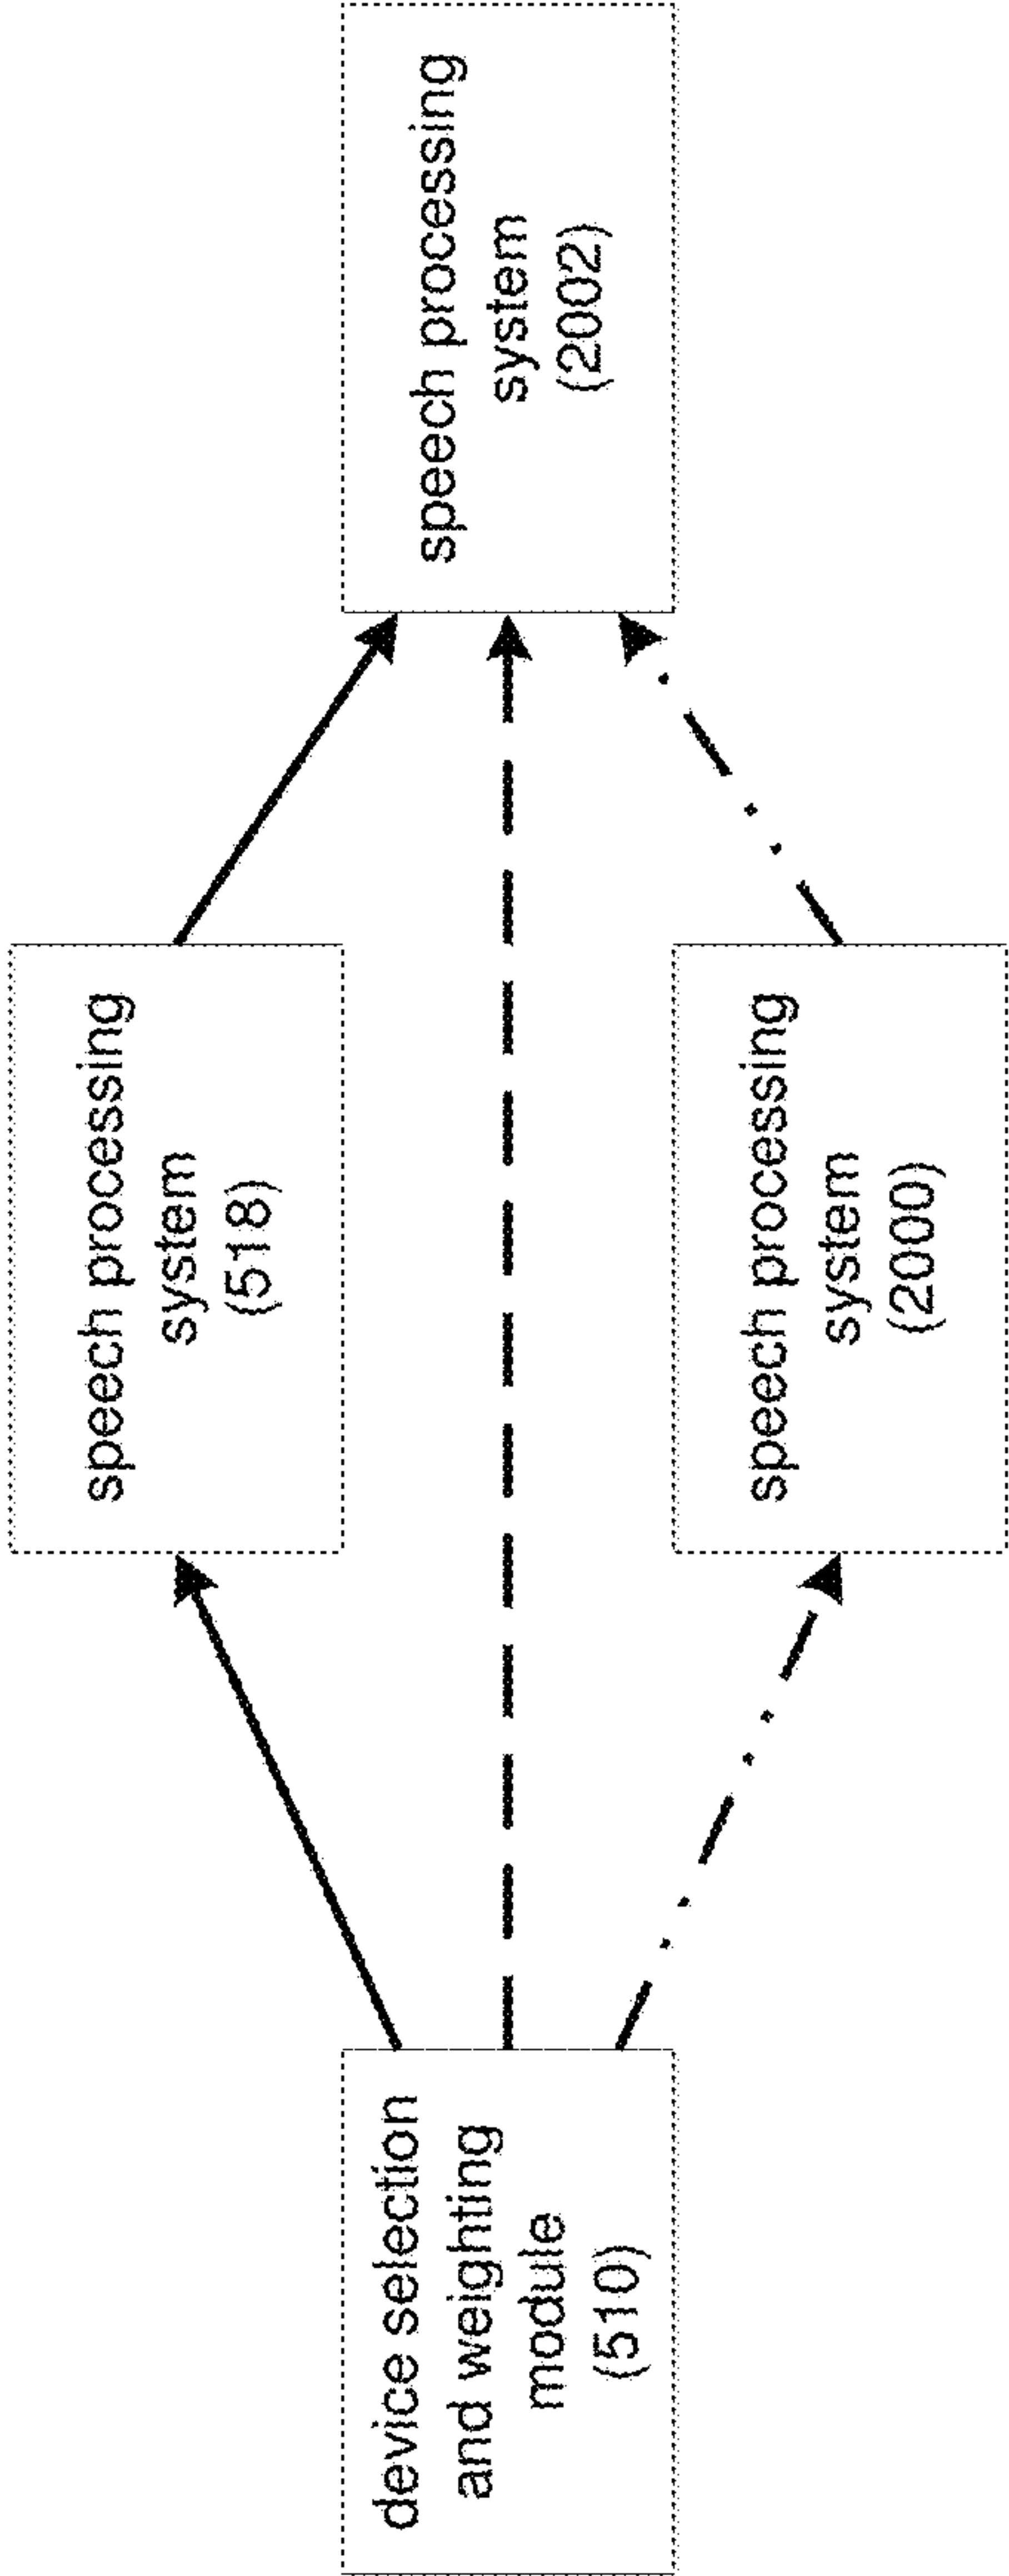 device selection
and weighting
module
(510)
speech processing
system
(518)
speech processing
system
(2000)
speech processing
system
(2002)